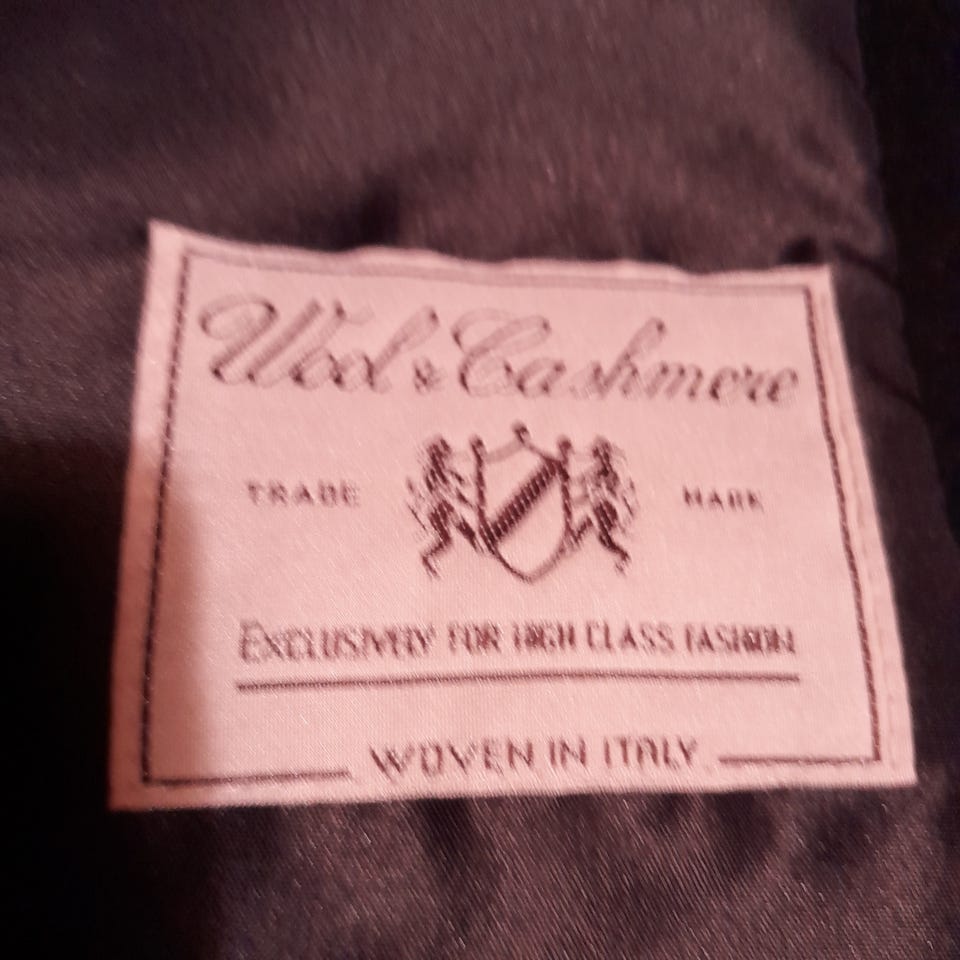 Wool & Cashmere
TRADE MARK
EXCLUSIVELY FOR HIGH CLASS FASHION
WOVEN IN ITALY